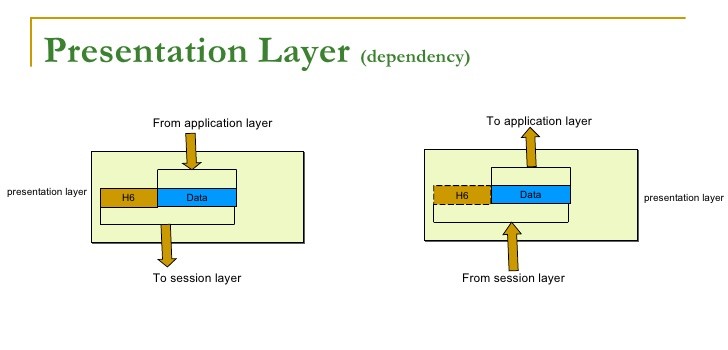 Presentation Layer (dependency)
From application layer
presentation layer
H6
Data
To session layer
To application layer
H6
Data
presentation layer
From session layer